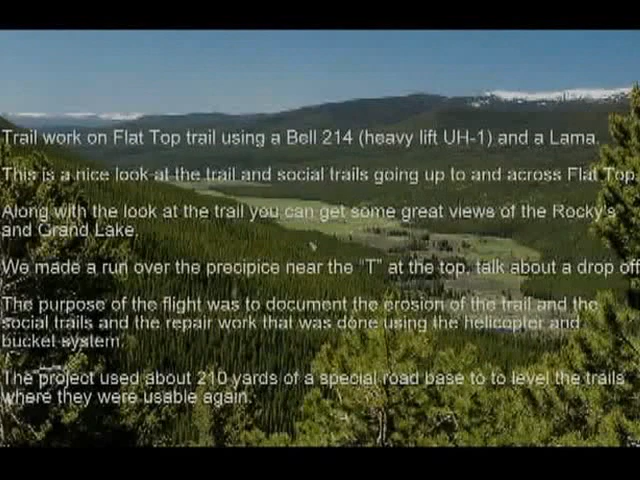 Trail work on Flat Top trail using a Bell 214 (heavy lift UH-1) and a Lama.
This is a nice look at the trail and social trails going up to and across Flat Top.
Along with the look at the trail you can get some great views of the Rocky's
and Grand Lake.
We made a run over the precipice near the "T" at the top, talk about a drop off
The purpose of the flight was to document the erosion of the trail and the
social trails and the repair work that was done using the helicopter and
bucket system.
The project used about 210 yards of a special road base to to level the trails
where they were usable again.